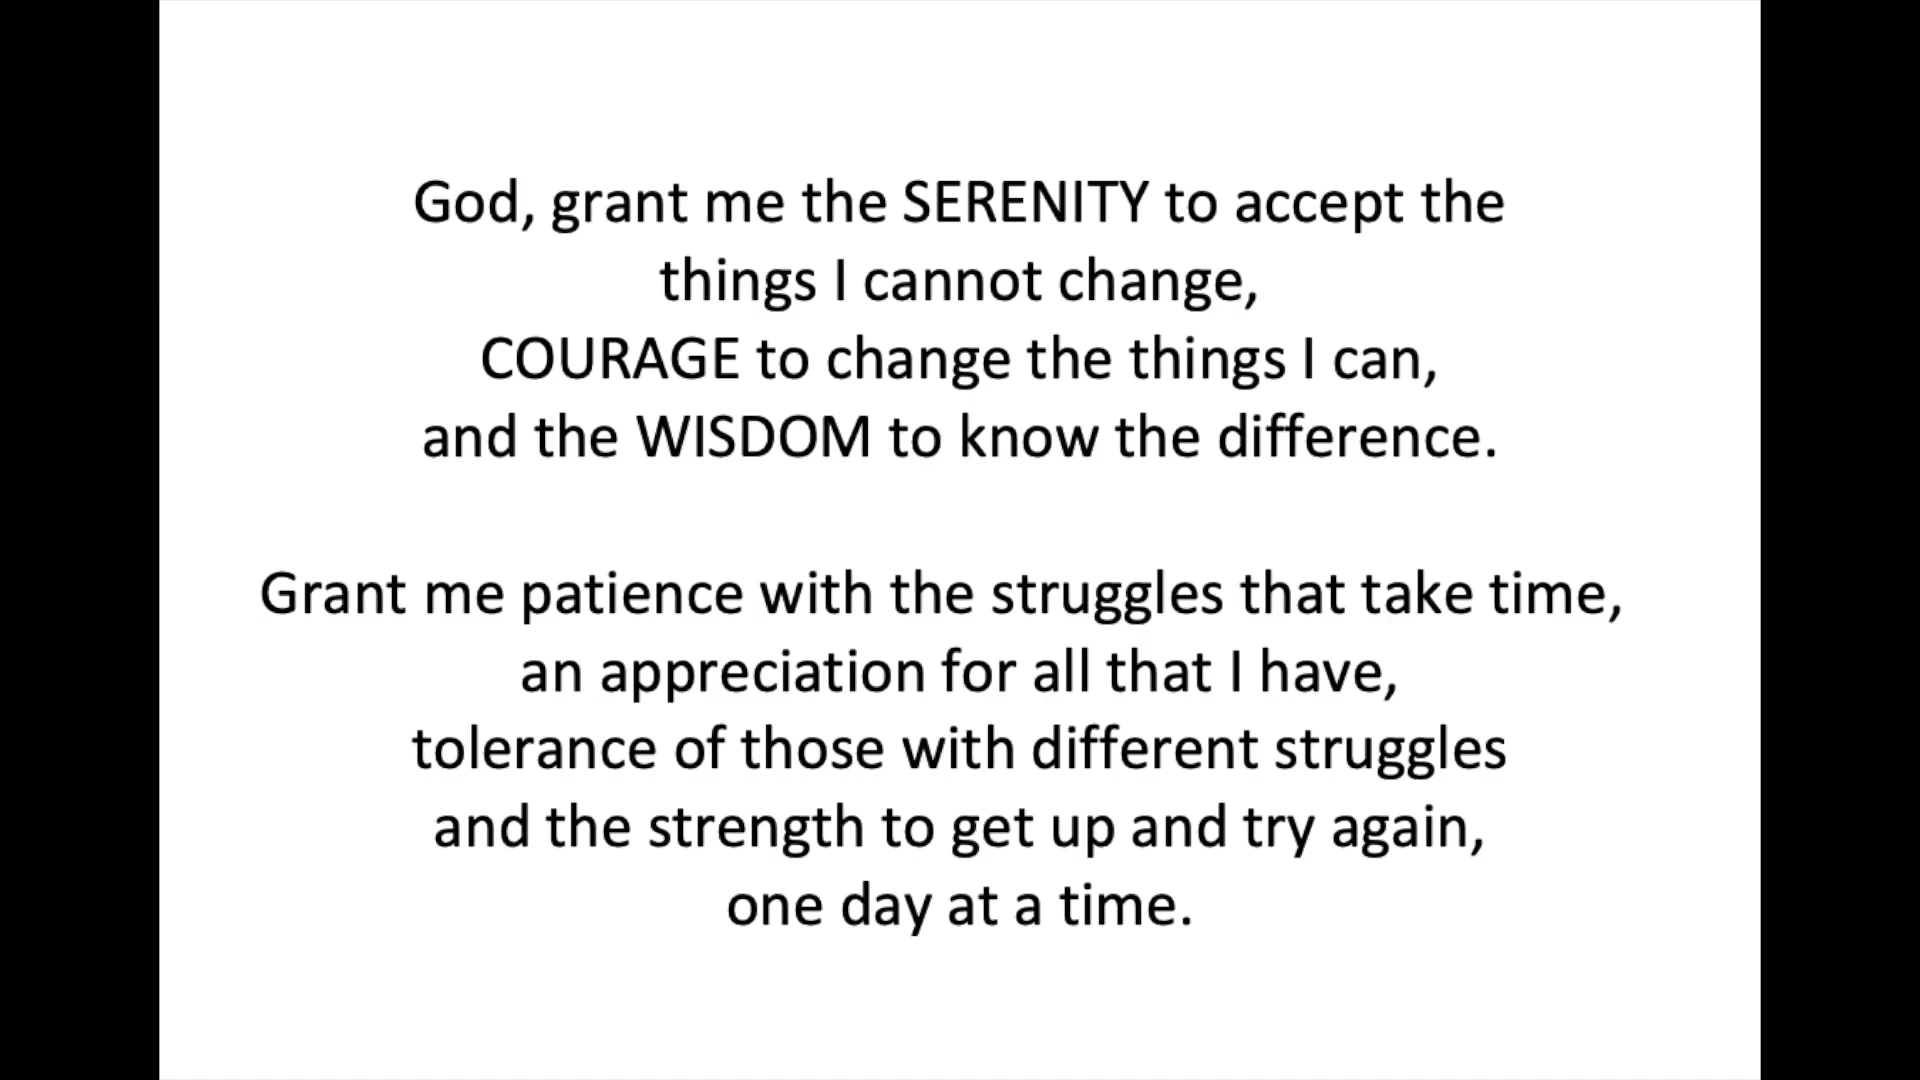 God, grant me the SERENITY to accept the
things I cannot change,
COURAGE to change the things I can,
and the WISDOM to know the difference.
Grant me patience with the struggles that take time,
an appreciation for all that I have,
tolerance of those with different struggles
and the strength to get up and try again,
one day at a time.